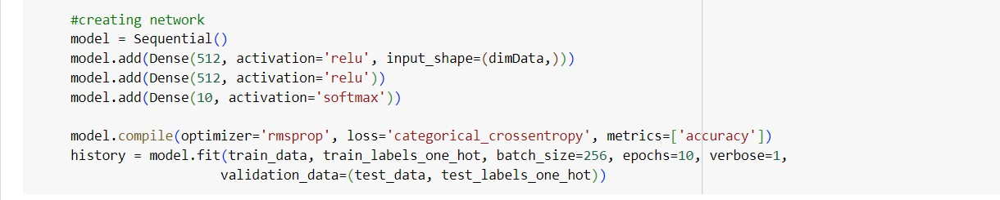 #creating network
model = Sequential()
model.add(Dense(512, activation='relu', input_shape=(dimData,)))
model.add(Dense(512, activation='relu'))
model.add(Dense(10, activation='softmax'))
model.compile(optimizer='rmsprop', loss='categorical_crossentropy', metrics=['accuracy'])
history = model.fit(train_data, train_labels_one_hot, batch_size=256, epochs=10, verbose=1,
validation_data=(test_data, test_labels_one_hot))